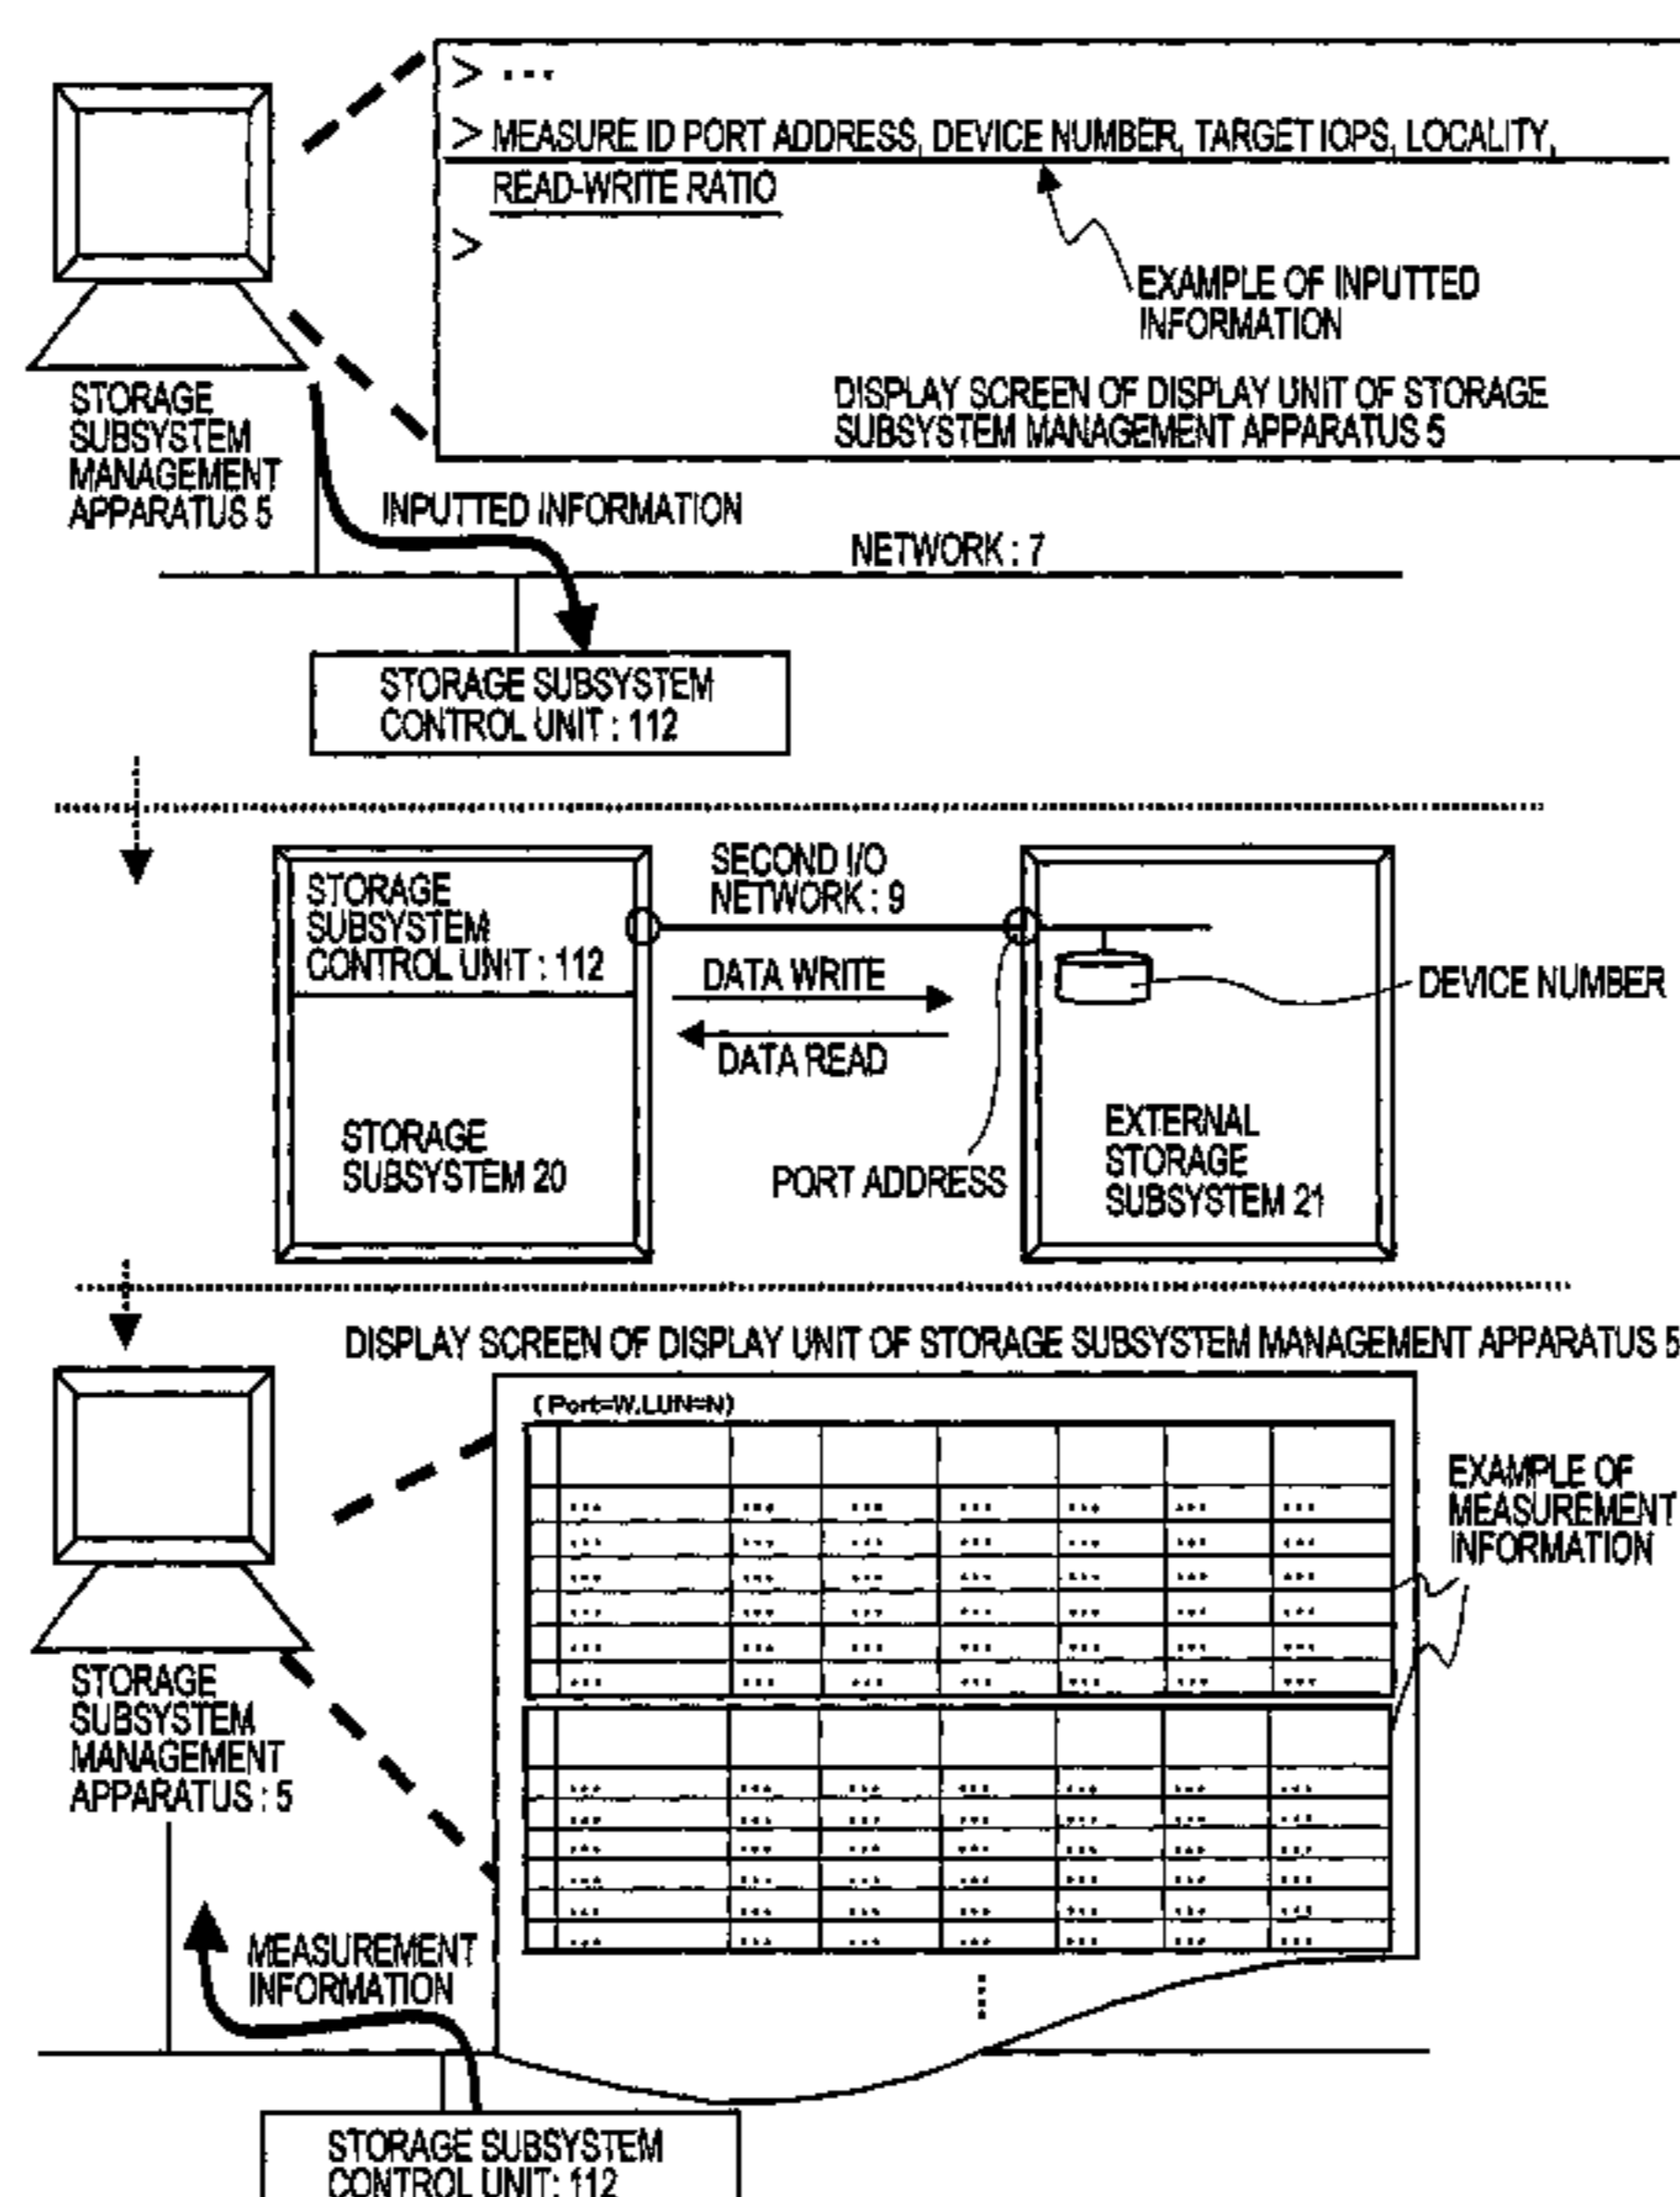 > ...
> MEASURE ID PORT ADDRESS, DEVICE NUMBER, TARGET IOPS, LOCALITY,
READ-WRITE RATIO
>
EXAMPLE OF INPUTTED
INFORMATION
DISPLAY SCREEN OF DISPLAY UNIT OF STORAGE
SUBSYSTEM MANAGEMENT APPARATUS 5
STORAGE
SUBSYSTEM
MANAGEMENT
APPARATUS 5
INPUTTED INFORMATION
NETWORK : 7
STORAGE SUBSYSTEM
CONTROL UNIT : 112
STORAGE
SUBSYSTEM
CONTROL UNIT : 112
SECOND I/O
NETWORK : 9
DATA WRITE
DATA READ
DEVICE NUMBER
STORAGE
SUBSYSTEM 20
PORT ADDRESS
EXTERNAL
STORAGE
SUBSYSTEM 21
DISPLAY SCREEN OF DISPLAY UNIT OF STORAGE SUBSYSTEM MANAGEMENT APPARATUS 5
(Port=W.LUN=N)
... ... ... ... ... ... ...
... ... ... ... ... ... ...
... ... ... ... ... ... ...
... ... ... ... ... ... ...
... ... ... ... ... ... ...
... ... ... ... ... ... ...
EXAMPLE OF
MEASUREMENT
INFORMATION
... ... ... ... ... ... ...
... ... ... ... ... ... ...
... ... ... ... ... ... ...
... ... ... ... ... ... ...
... ... ... ... ... ... ...
... ... ... ... ... ... ...
STORAGE
SUBSYSTEM
MANAGEMENT
APPARATUS : 5
MEASUREMENT
INFORMATION
STORAGE SUBSYSTEM
CONTROL UNIT: 112